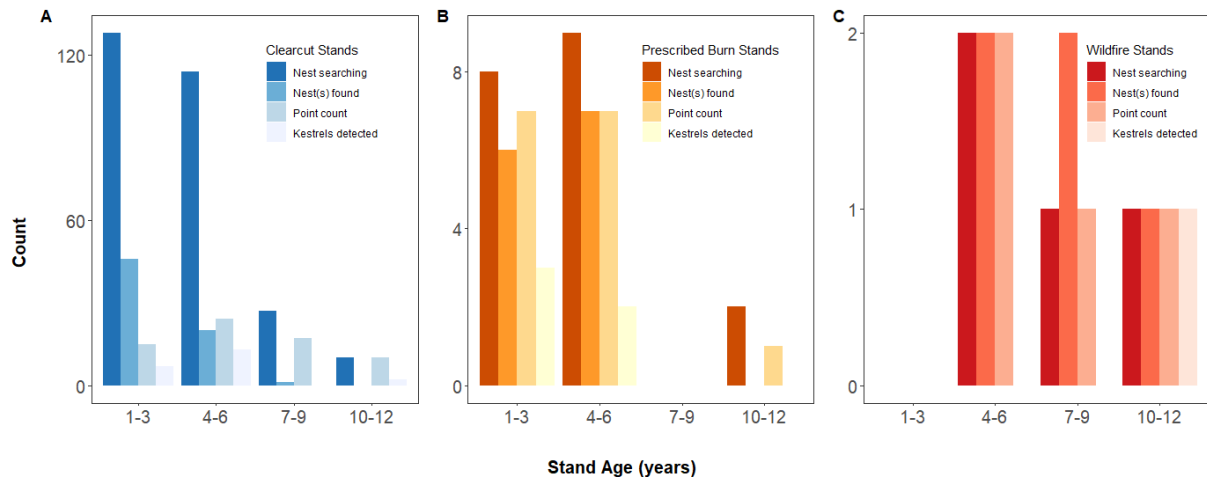 A
Clearcut Stands
Nest searching
Nest(s) found
Point count
Kestrels detected
120
60
0
1-3 4-6 7-9 10-12
B
Prescribed Burn Stands
Nest searching
Nest(s) found
Point count
Kestrels detected
8
4
0
1-3 4-6 7-9 10-12
C
Wildfire Stands
Nest searching
Nest(s) found
Point count
Kestrels detected
2
1
0
1-3 4-6 7-9 10-12
Count
Stand Age (years)